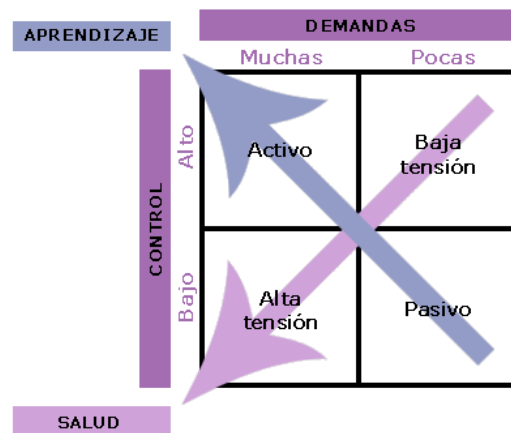 APRENDIZAJE
DEMANDAS
Muchas
Pocas
CONTROL
Alto
Bajo
Activo
Baja
tensión
Alta
tensión
Pasivo
SALUD